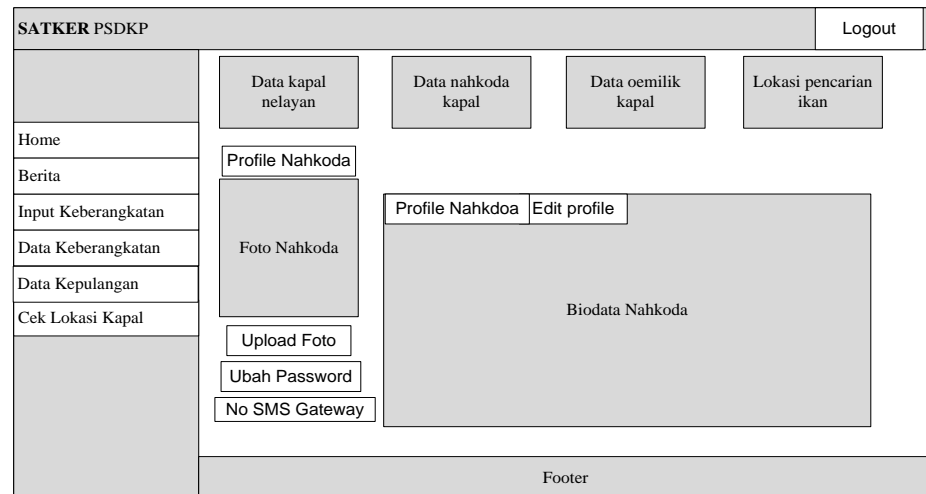 SATKER PSDKP
Logout
Data kapal
nelayan
Data nahkoda
kapal
Data oemilik
kapal
Lokasi pencarian
ikan
Home
Berita
Input Keberangkatan
Data Keberangkatan
Data Kepulangan
Cek Lokasi Kapal
Profile Nahkoda
Foto Nahkoda
Upload Foto
Ubah Password
No SMS Gateway
Profile Nahkdoa
Edit profile
Biodata Nahkoda
Footer